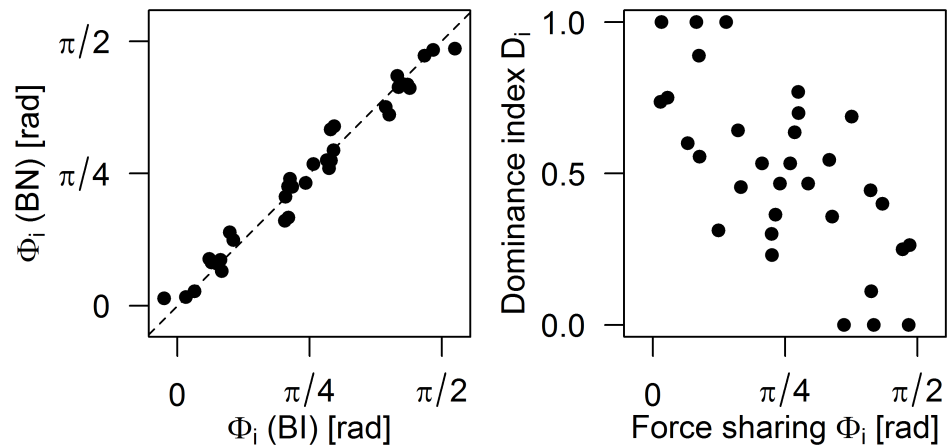 Φi (BN) [rad]
π/2
π/4
0
0 π/4 π/2
Φi (BI) [rad]
Dominance index Di
1.0
0.5
0.0
0 π/4 π/2
Force sharing Φi [rad]